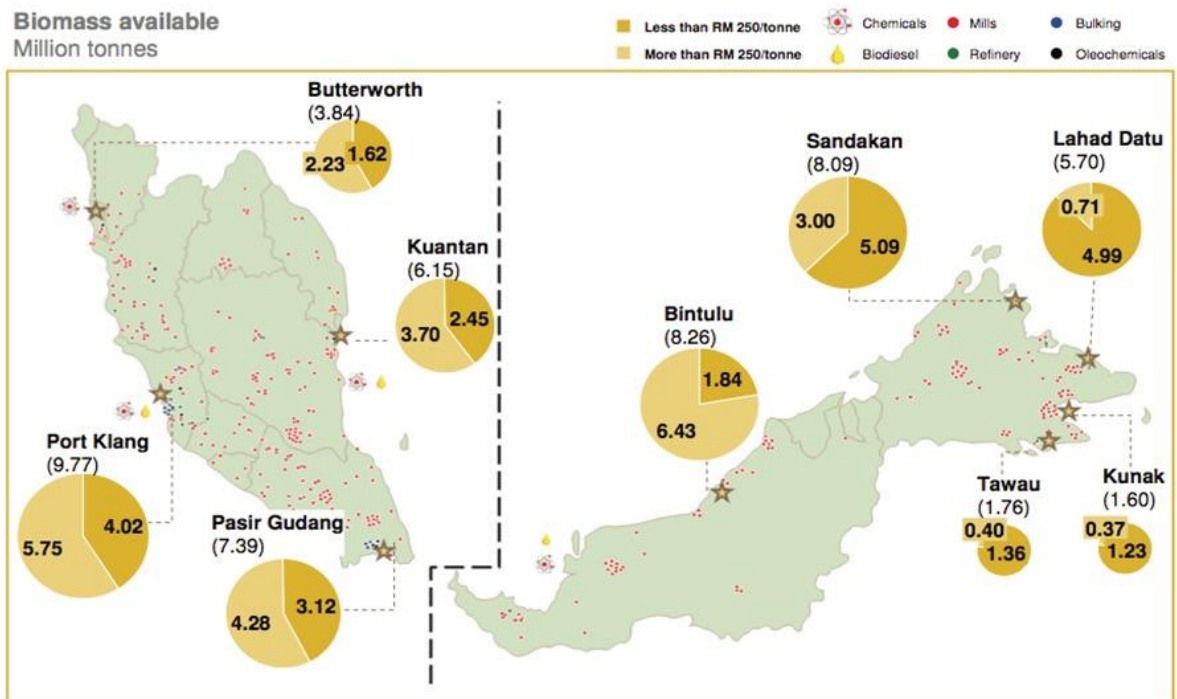 Biomass available
Million tonnes
Less than RM 250/tonne
More than RM 250/tonne
Chemicals
Biodiesel
Mills
Refinery
Bulking
Oleochemicals
Butterworth
(3.84)
2.23
1.62
Kuantan
(6.15)
3.70
2.45
Port Klang
(9.77)
5.75
4.02
Pasir Gudang
(7.39)
4.28
3.12
Bintulu
(8.26)
1.84
6.43
Sandakan
(8.09)
3.00
5.09
Lahad Datu
(5.70)
0.71
4.99
Tawau
(1.76)
0.40
1.36
Kunak
(1.60)
0.37
1.23